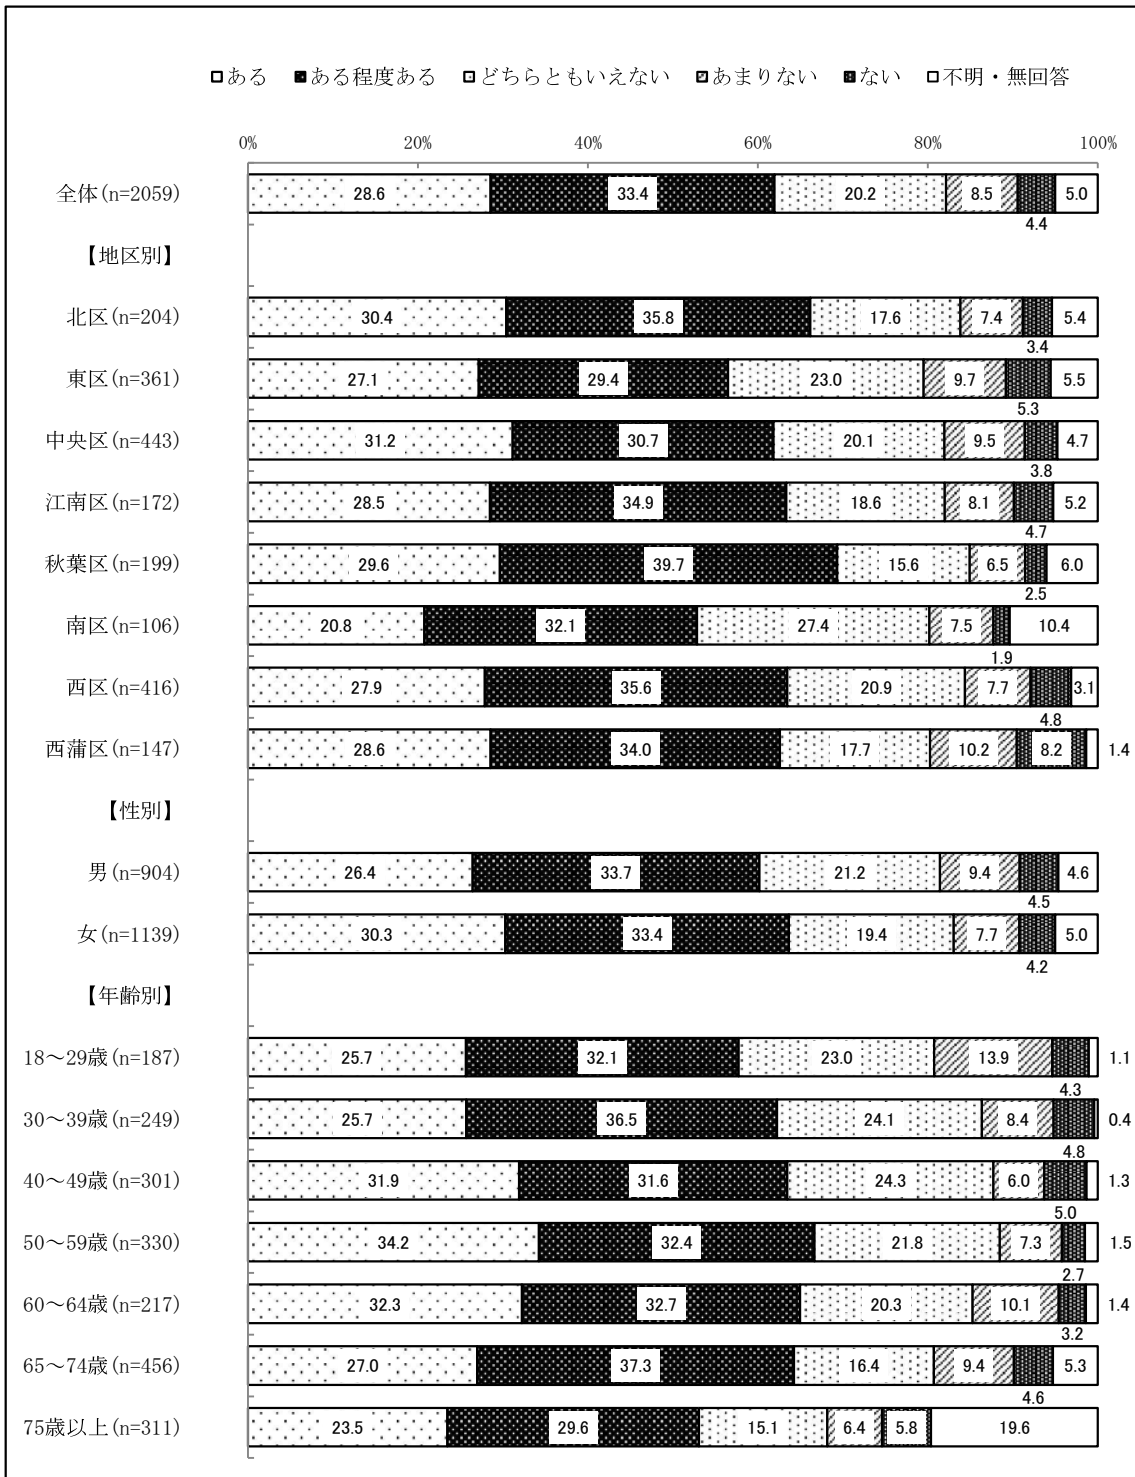 ある ある程度ある どちらともいえない あまりない ない 不明・無回答
0% 20% 40% 60% 80% 100%
全体(n=2059) 28.6 33.4 20.2 8.5 5.0
4.4
【地区別】
北区(n=204) 30.4 35.8 17.6 7.4 5.4
3.4
東区(n=361) 27.1 29.4 23.0 9.7 5.5
5.3
中央区(n=443) 31.2 30.7 20.1 9.5 4.7
3.8
江南区(n=172) 28.5 34.9 18.6 8.1 5.2
4.7
秋葉区(n=199) 29.6 39.7 15.6 6.5 6.0
2.5
南区(n=106) 20.8 32.1 27.4 7.5 10.4
1.9
西区(n=416) 27.9 35.6 20.9 7.7 3.1
4.8
西蒲区(n=147) 28.6 34.0 17.7 10.2 8.2 1.4
【性別】
男(n=904) 26.4 33.7 21.2 9.4 4.6
4.5
女(n=1139) 30.3 33.4 19.4 7.7 5.0
4.2
【年齢別】
18～29歳(n=187) 25.7 32.1 23.0 13.9 1.1
4.3
30～39歳(n=249) 25.7 36.5 24.1 8.4 0.4
4.8
40～49歳(n=301) 31.9 31.6 24.3 6.0 1.3
5.0
50～59歳(n=330) 34.2 32.4 21.8 7.3 1.5
2.7
60～64歳(n=217) 32.3 32.7 20.3 10.1 1.4
3.2
65～74歳(n=456) 27.0 37.3 16.4 9.4 5.3
4.6
75歳以上(n=311) 23.5 29.6 15.1 6.4 5.8 19.6